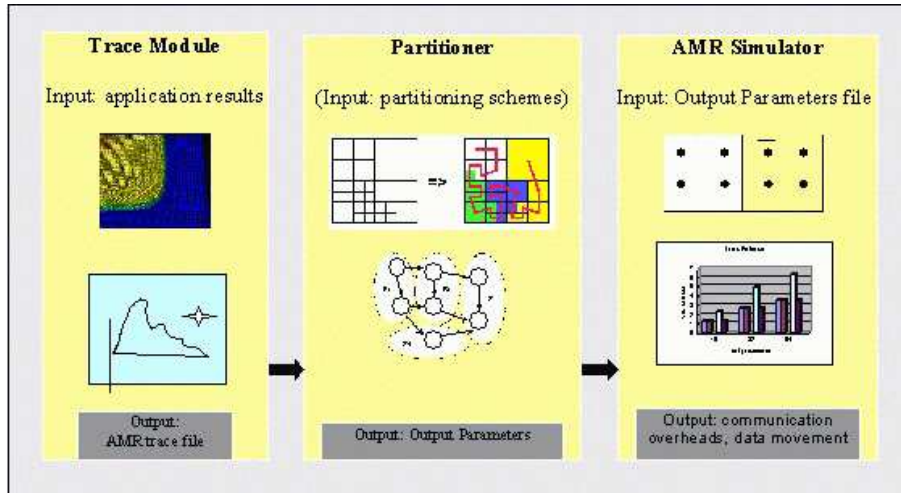 Trace Module
Input: application results
Output:
AMR trace file
Partitioner
(Input: partitioning schemes)
=>
Output: Output Parameters
AMR Simulator
Input: Output Parameters file
Output: communication
overheads, data movement